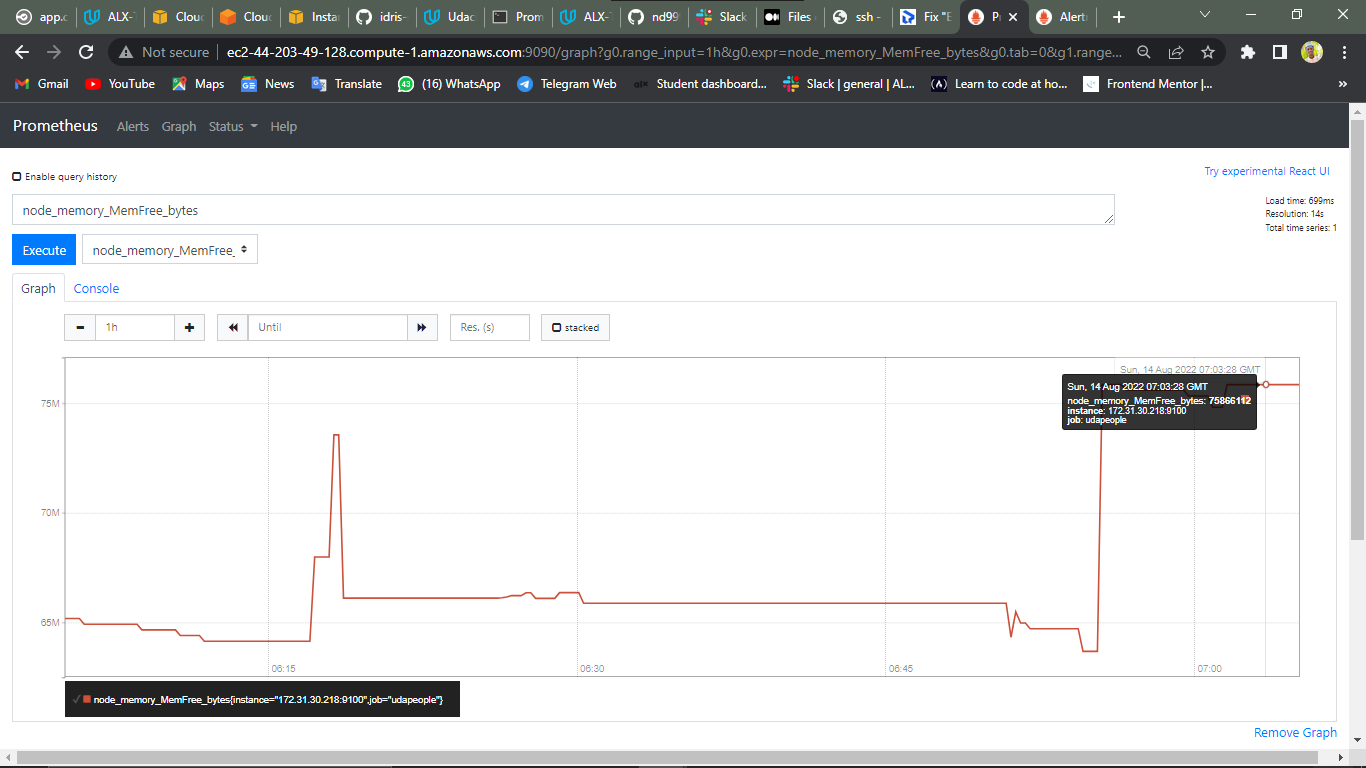 app.c
ALX-T
Cloud
Cloud
Instan
idris-
Udac
Prom
ALX-T
nd99
Slack
Files
ssh -
Fix "E
Pr
Alerts
Not secure
ec2-44-203-49-128.compute-1.amazonaws.com:9090/graph?g0.range_input=1h&g0.expr=node_memory_MemFree_bytes&g0.tab=0&g1.range...
Gmail
YouTube
Maps
News
Translate
43
(16) WhatsApp
Telegram Web
Student dashboard...
Slack | general | AL...
Learn to code at ho...
Frontend Mentor |...
»
Prometheus
Alerts
Graph
Status
Help
Enable query history
Try experimental React UI
node_memory_MemFree_bytes
Load time: 699ms
Resolution: 14s
Total time series: 1
Execute
node_memory_MemFree_
Graph
Console
1h
Until
Res. (s)
stacked
Sun, 14 Aug 2022 07:03:28 GMT
Sun, 14 Aug 2022 07:03:28 GMT
node_memory_MemFree_bytes: 75866112
instance: 172.31.30.218:9100
job: udapeople
75M
70M
65M
06:15
06:30
06:45
07:00
node_memory_MemFree_bytes{instance="172.31.30.218:9100",job="udapeople"}
Remove Graph